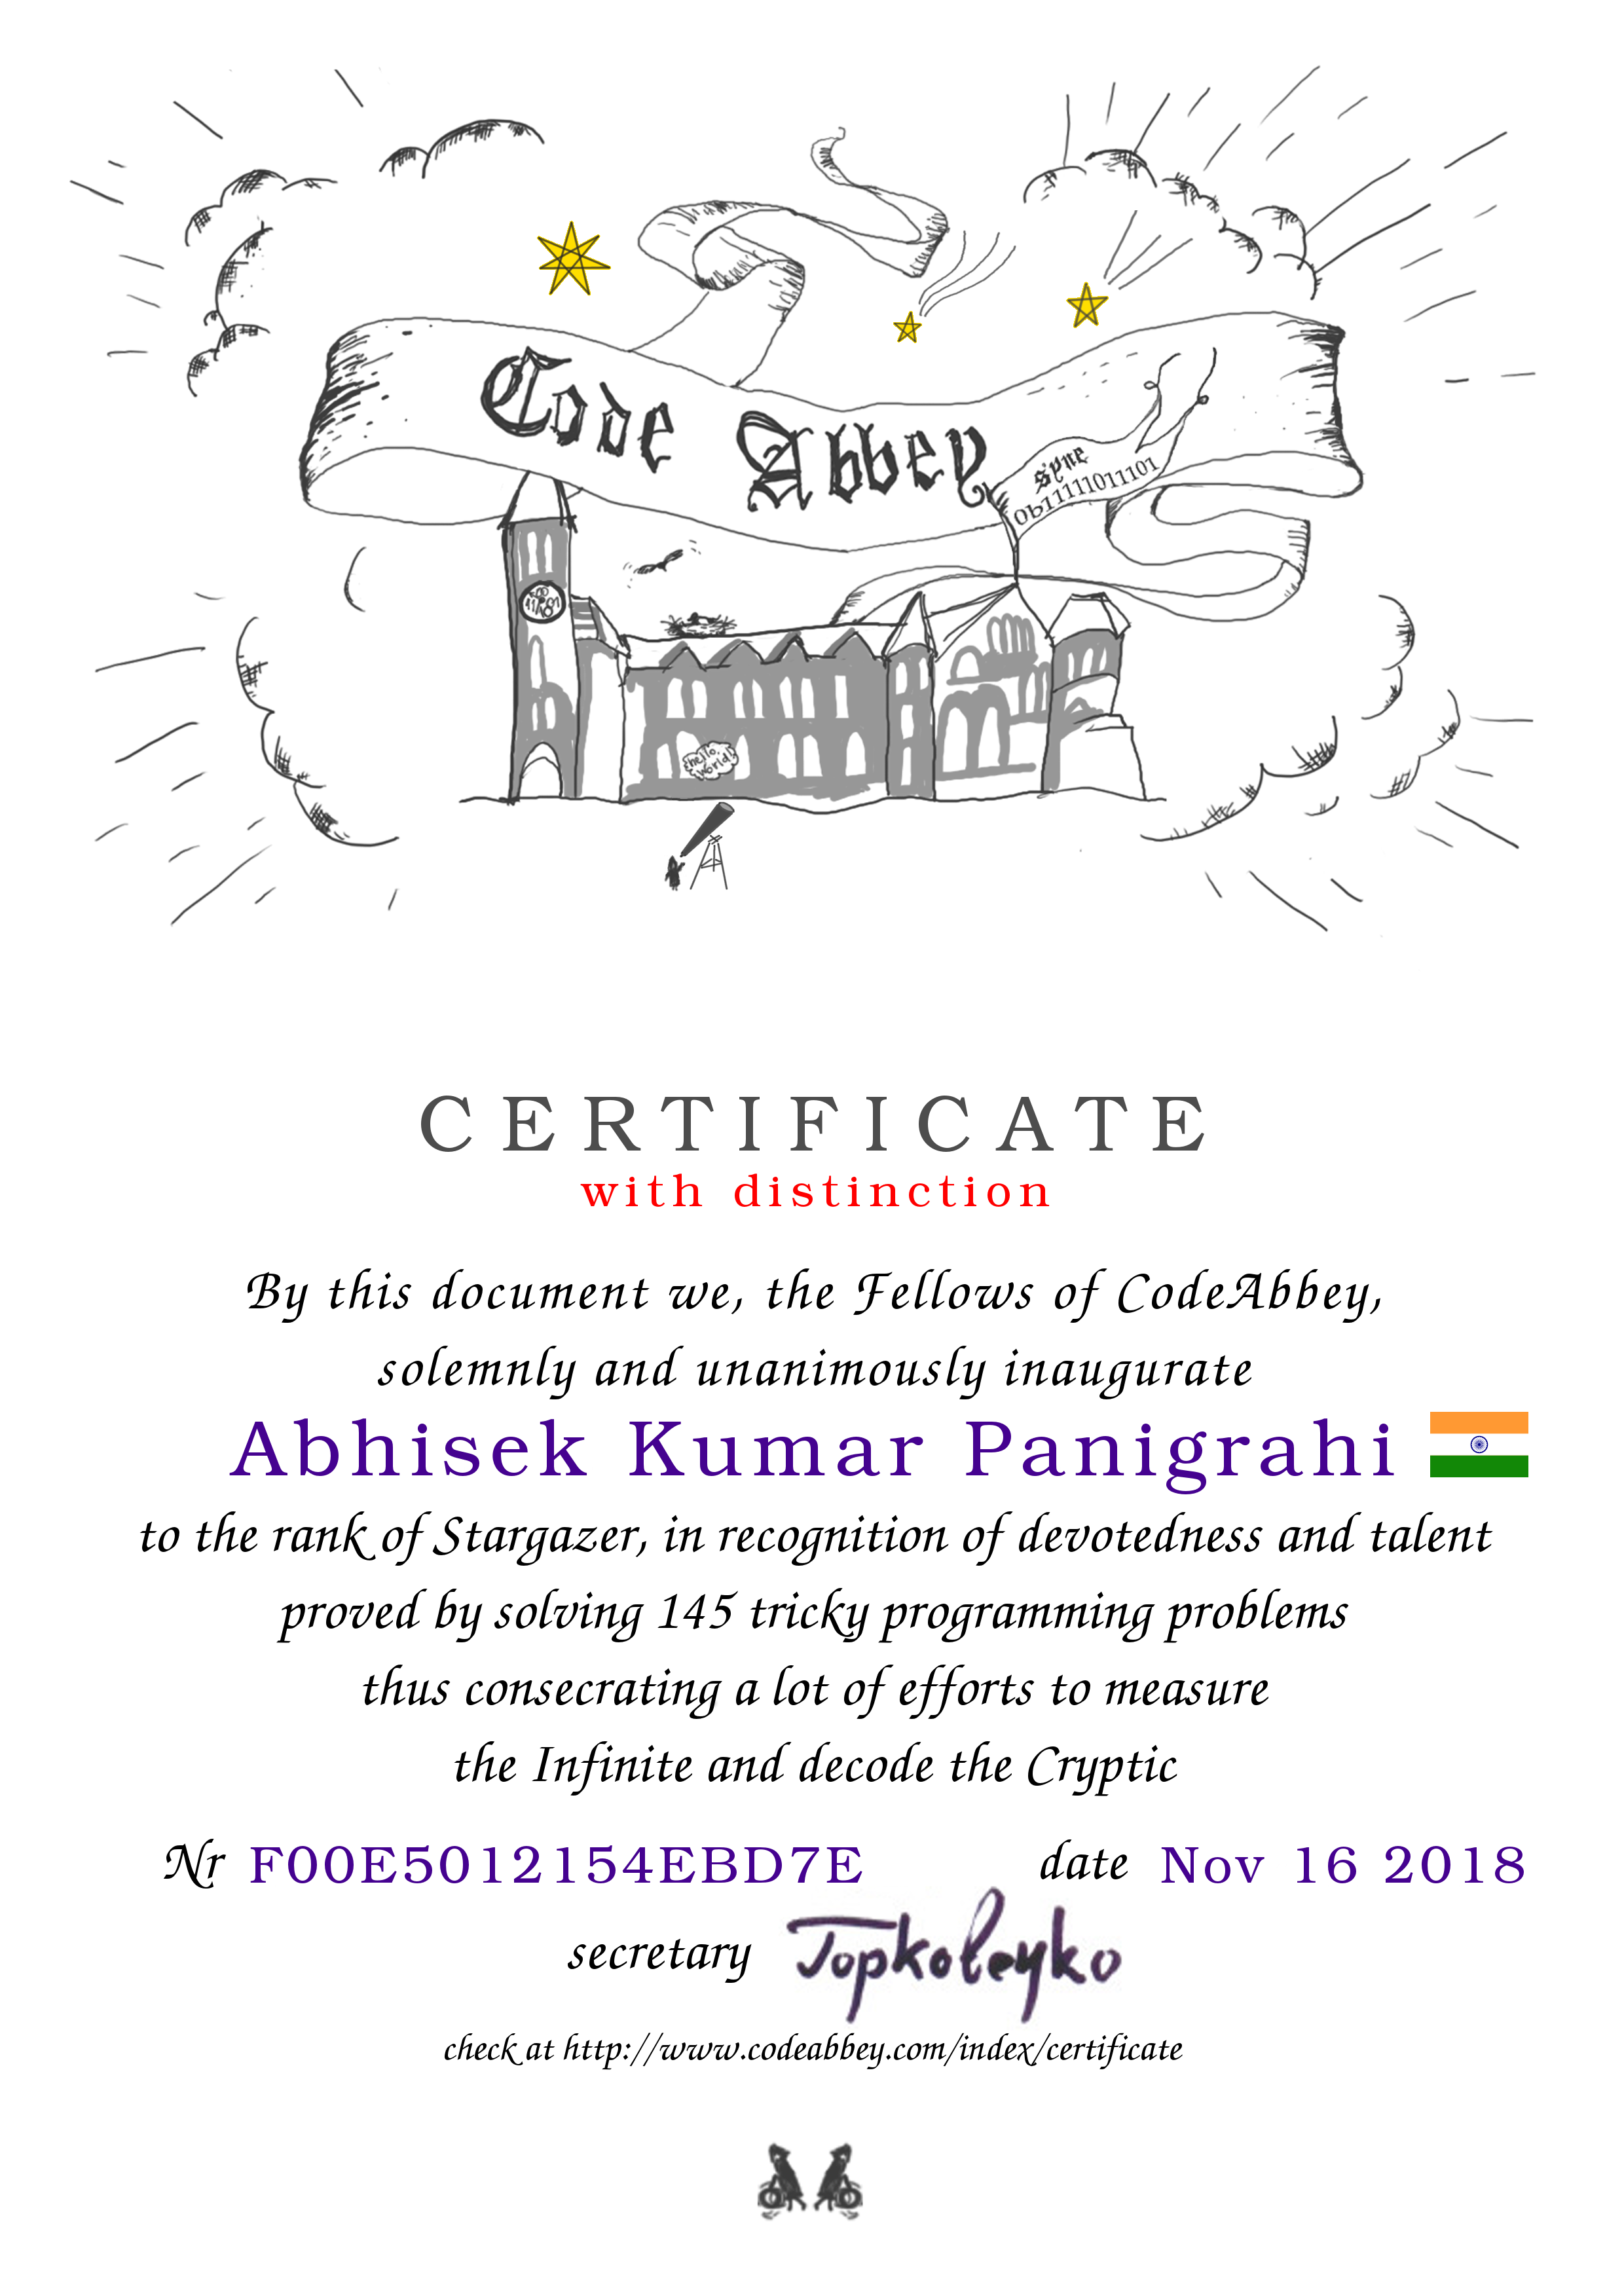 Code Abbey
syne
0b11111011101
hello,
world!
CERTIFICATE
with distinction
By this document we, the Fellows of CodeAbbey,
solemnly and unanimously inaugurate
Abhisek Kumar Panigrahi
to the rank of Stargazer, in recognition of devotedness and talent
proved by solving 145 tricky programming problems
thus consecrating a lot of efforts to measure
the Infinite and decode the Cryptic
Nr F00E5012154EBD7E date Nov 16 2018
secretary
check at http://www.codeabbey.com/index/certificate